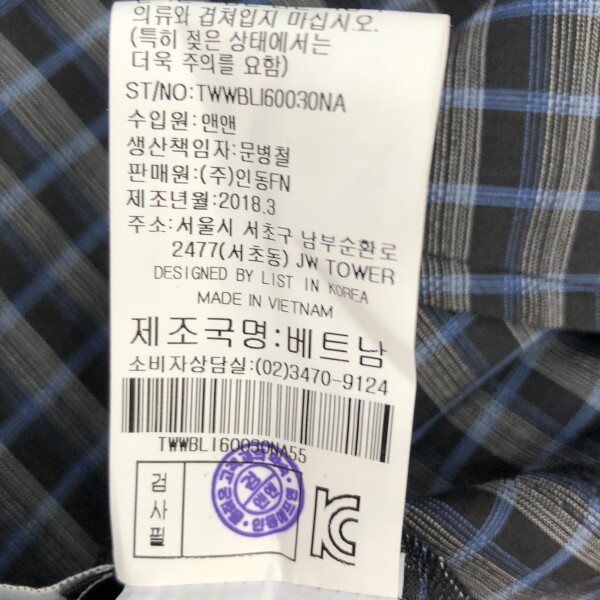 의류와 겹쳐입지 마십시오.
(특히 젖은 상태에서는
더욱 주의를 요함)
ST/NO:TWWBLI60030NA
수입원:앤앤
생산책임자:문병철
판매원:(주)인동FN
제조년월:2018.3
주소:서울시 서초구 남부순환로
2477(서초동) JW TOWER
DESIGNED BY LIST IN KOREA
MADE IN VIETNAM
제조국명:베트남
소비자상담실:(02)3470-9124
TWWBLI60030NA55
검사필